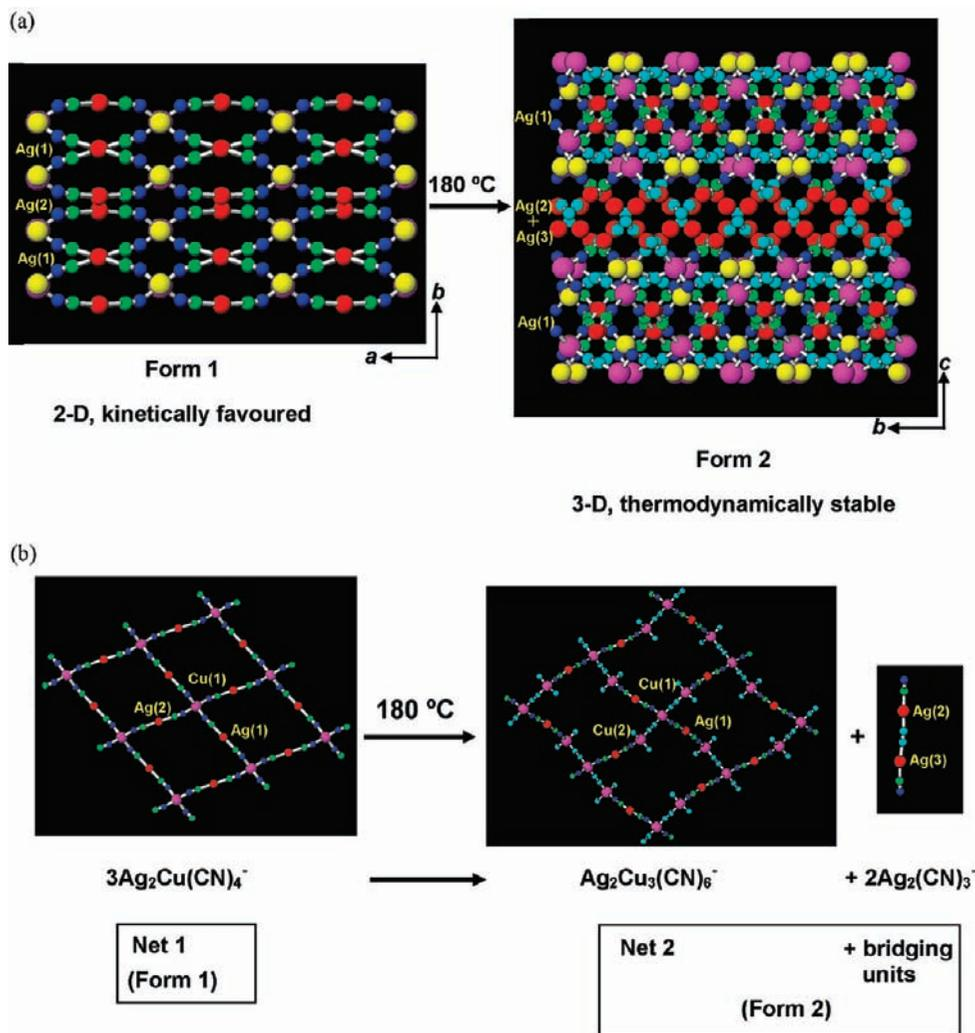 (a)
Ag(1)
Ag(2)
Ag(1)
b
a
Form 1
2-D, kinetically favoured
180 ºC
Ag(1)
Ag(2)
+
Ag(3)
Ag(1)
c
b
Form 2
3-D, thermodynamically stable
(b)
Cu(1)
Ag(2)
Ag(1)
180 ºC
Cu(1)
Cu(2)
Ag(1)
+
Ag(2)
Ag(3)
3Ag₂Cu(CN)₄⁻
Ag₂Cu₃(CN)₆⁻
+ 2Ag₂(CN)₃⁻
Net 1
(Form 1)
Net 2
+ bridging
units
(Form 2)